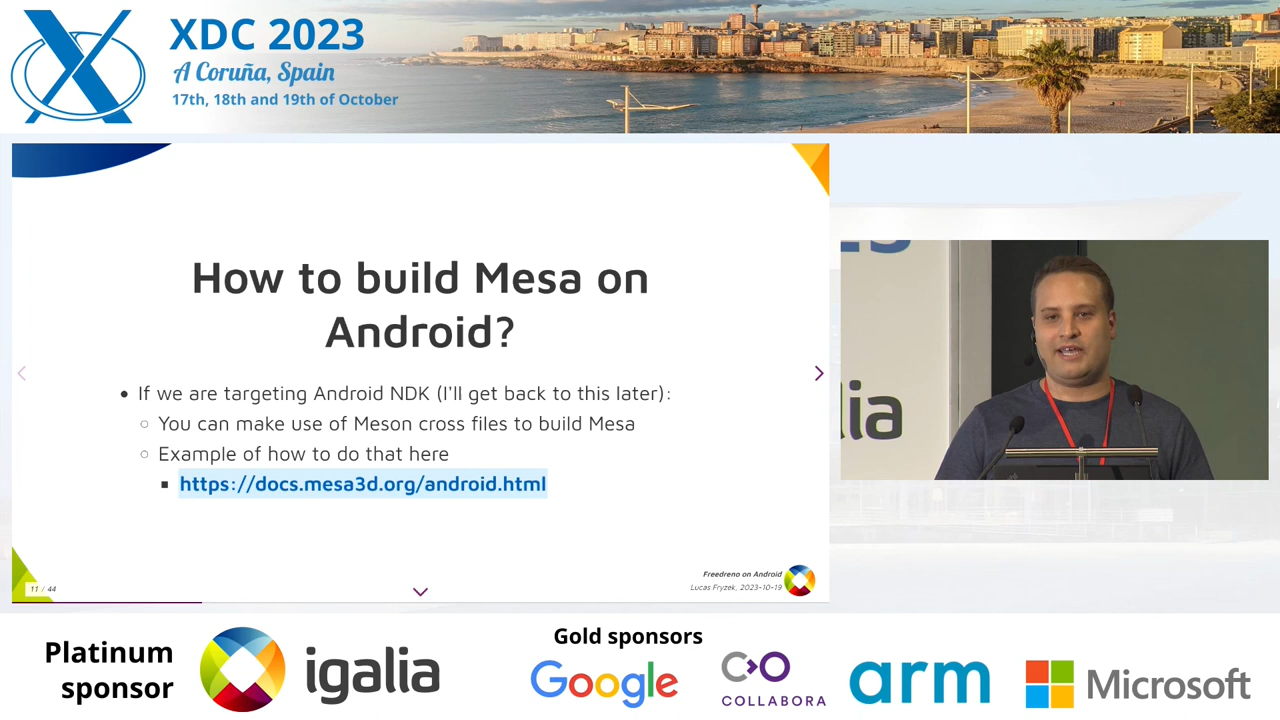 XDC 2023
A Coruña, Spain
17th, 18th and 19th of October
How to build Mesa on
Android?
If we are targeting Android NDK (I'll get back to this later):
You can make use of Meson cross files to build Mesa
Example of how to do that here
https://docs.mesa3d.org/android.html
11 / 44
Freedreno on Android
Lucas Fryzek, 2023-10-19
lia
Platinum
sponsor
igalia
Gold sponsors
Google
COLLABORA
arm
Microsoft